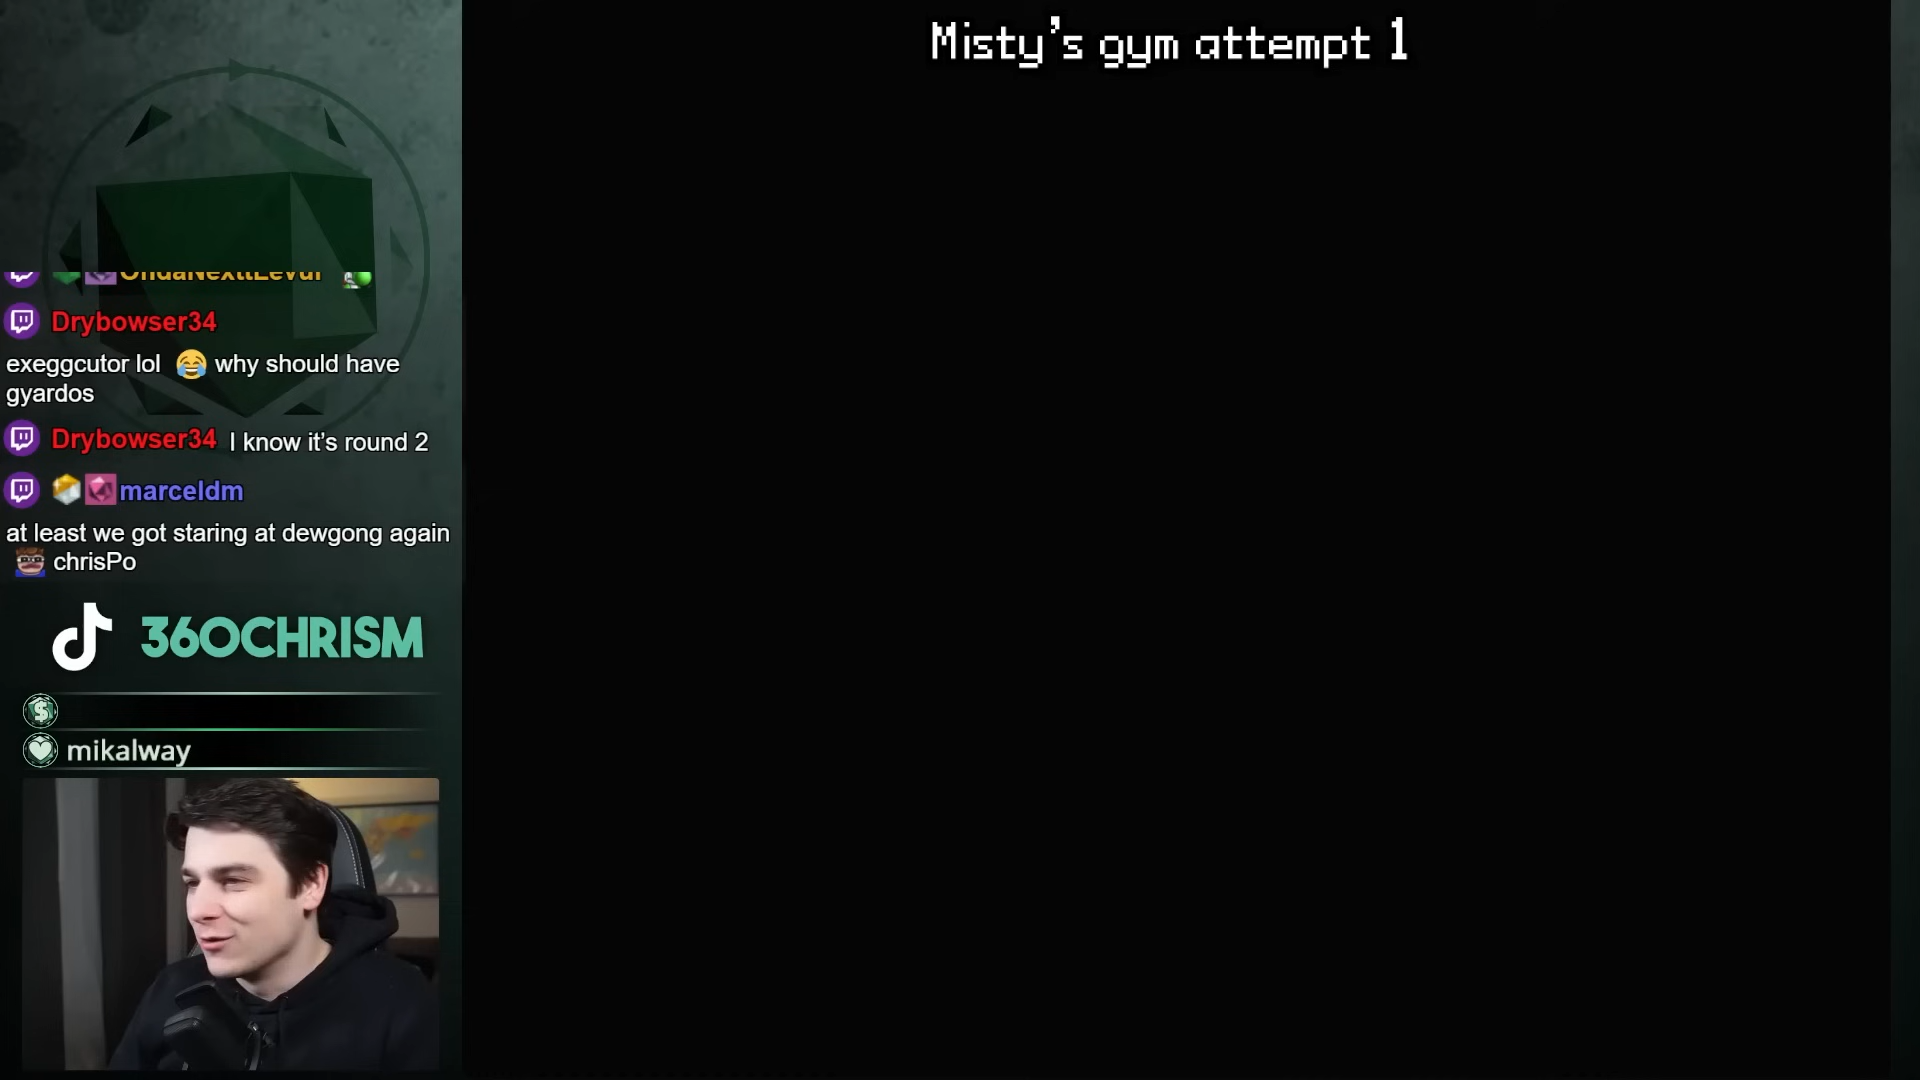 Misty's gym attempt 1
OndaNexttLevul
Drybowser34
exeggcutor lol 😂 why should have
gyardos
Drybowser34 I know it’s round 2
marceldm
at least we got staring at dewgong again
chrisPo
360CHRISM
$
mikalway